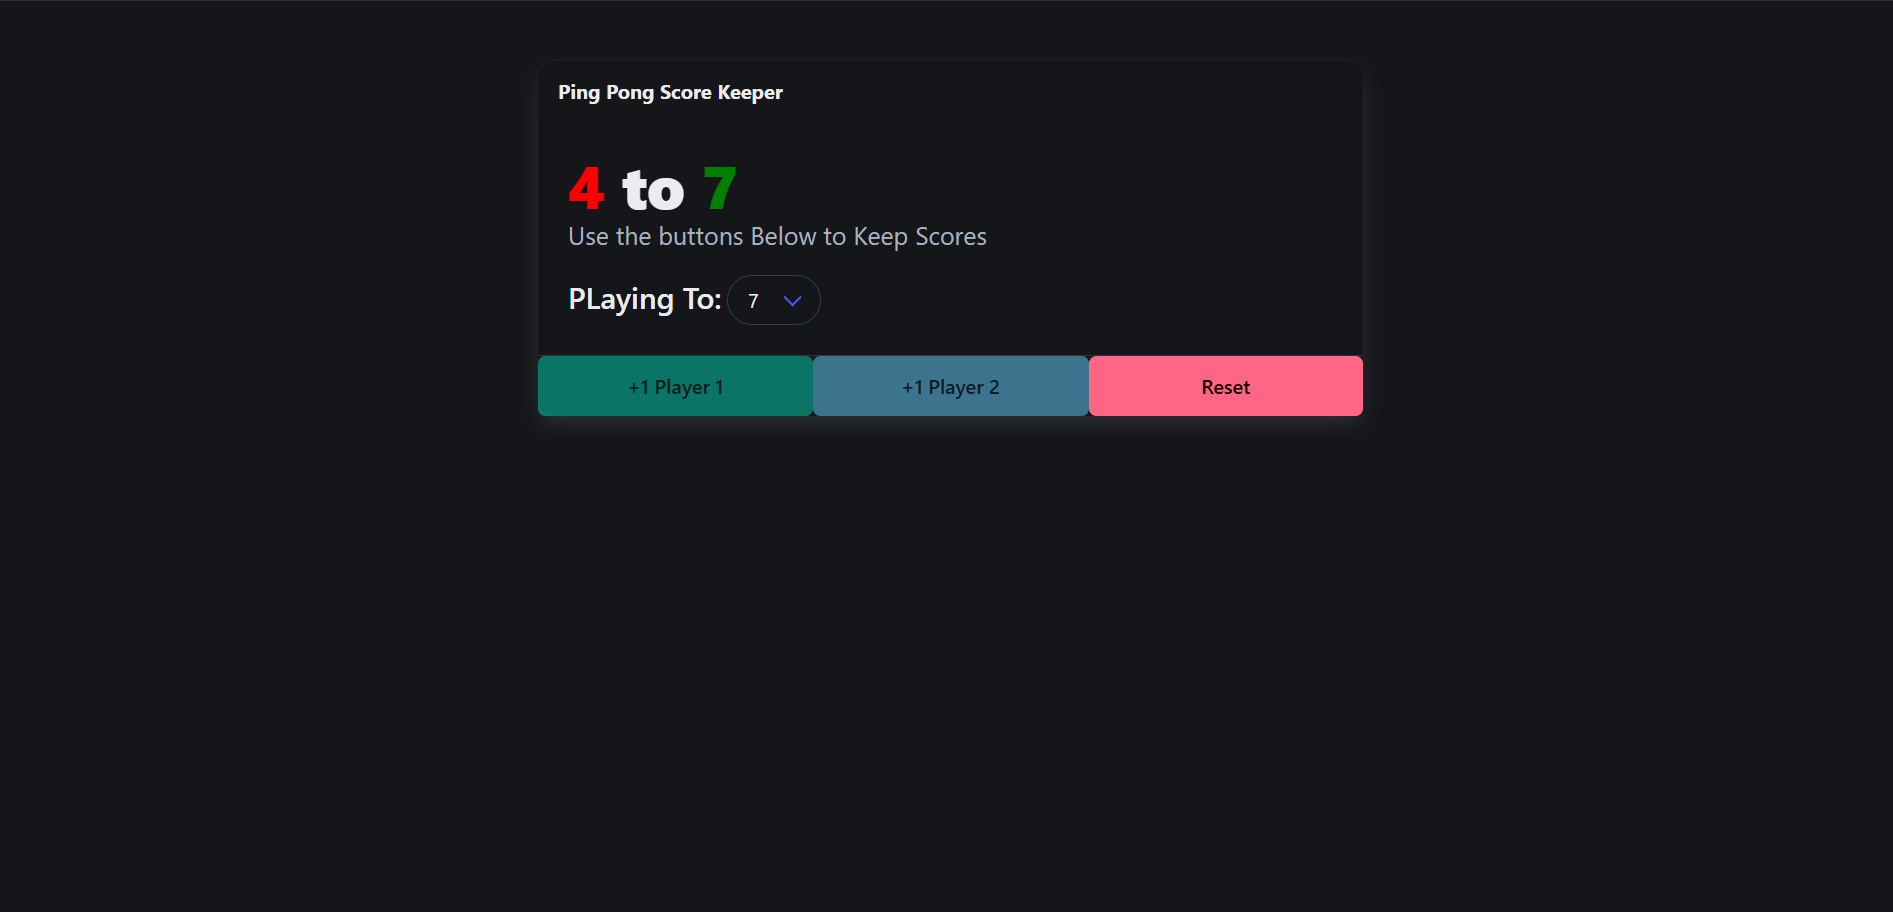 Ping Pong Score Keeper
4 to 7
Use the buttons Below to Keep Scores
PLaying To: 7
+1 Player 1 +1 Player 2 Reset